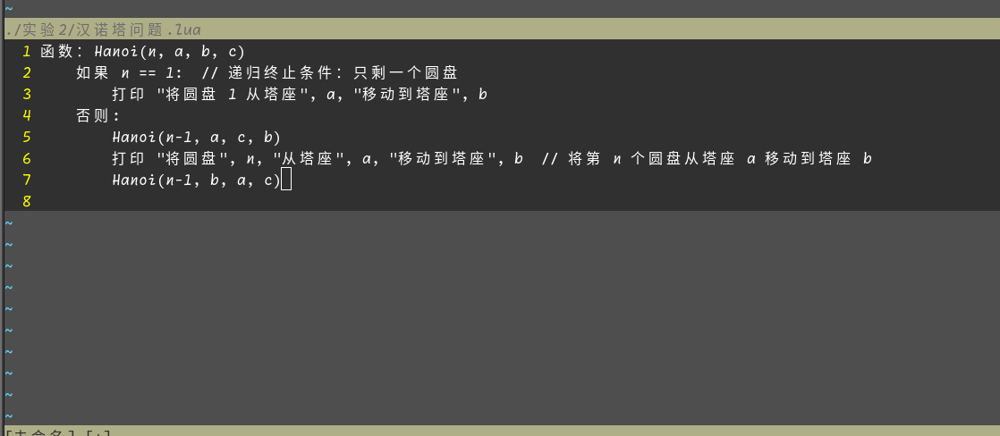 ~
./实验2/汉诺塔问题.lua
1 函数: Hanoi(n, a, b, c)
2     如果 n == 1:  // 递归终止条件: 只剩一个圆盘
3         打印 "将圆盘 1 从塔座", a, "移动到塔座", b
4     否则:
5         Hanoi(n-1, a, c, b)
6         打印 "将圆盘", n, "从塔座", a, "移动到塔座", b  // 将第 n 个圆盘从塔座 a 移动到塔座 b
7         Hanoi(n-1, b, a, c)
8
~
~
~
~
~
~
~
~
~
~
[未命名] [+]